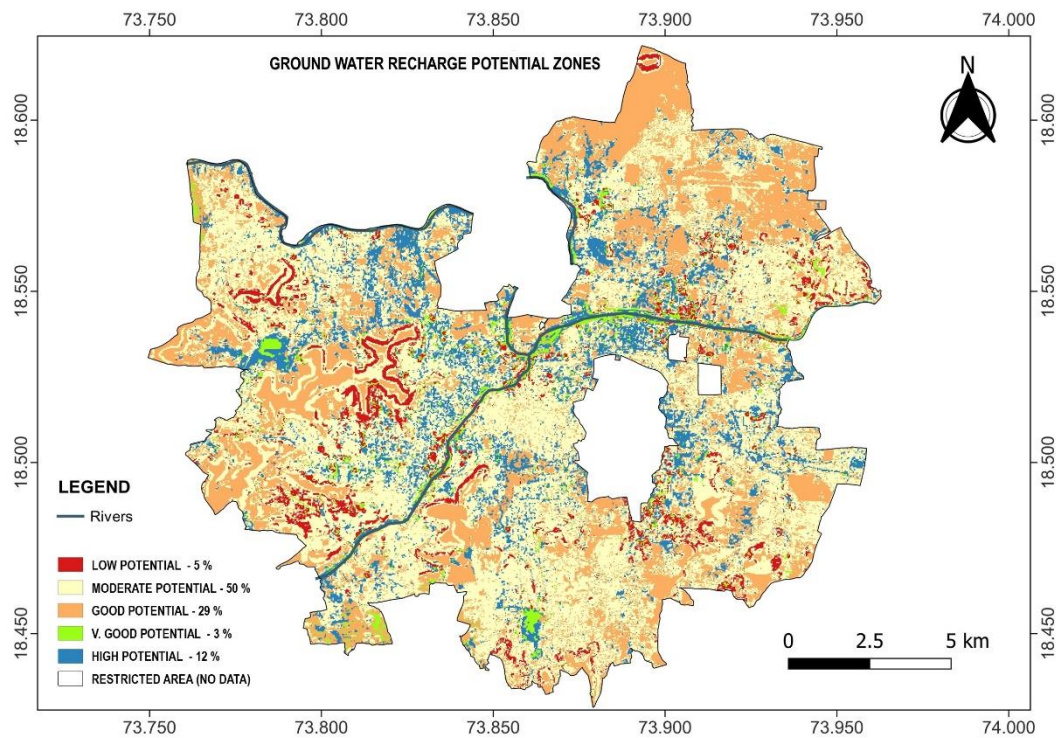 73.750 73.800 73.850 73.900 73.950 74.000
GROUND WATER RECHARGE POTENTIAL ZONES
N
18.600 18.600
18.550 18.550
18.500 18.500
18.450 18.450
LEGEND
Rivers
LOW POTENTIAL - 5 %
MODERATE POTENTIAL - 50 %
GOOD POTENTIAL - 29 %
V. GOOD POTENTIAL - 3 %
HIGH POTENTIAL - 12 %
RESTRICTED AREA (NO DATA)
0 2.5 5 km
73.750 73.800 73.850 73.900 73.950 74.000